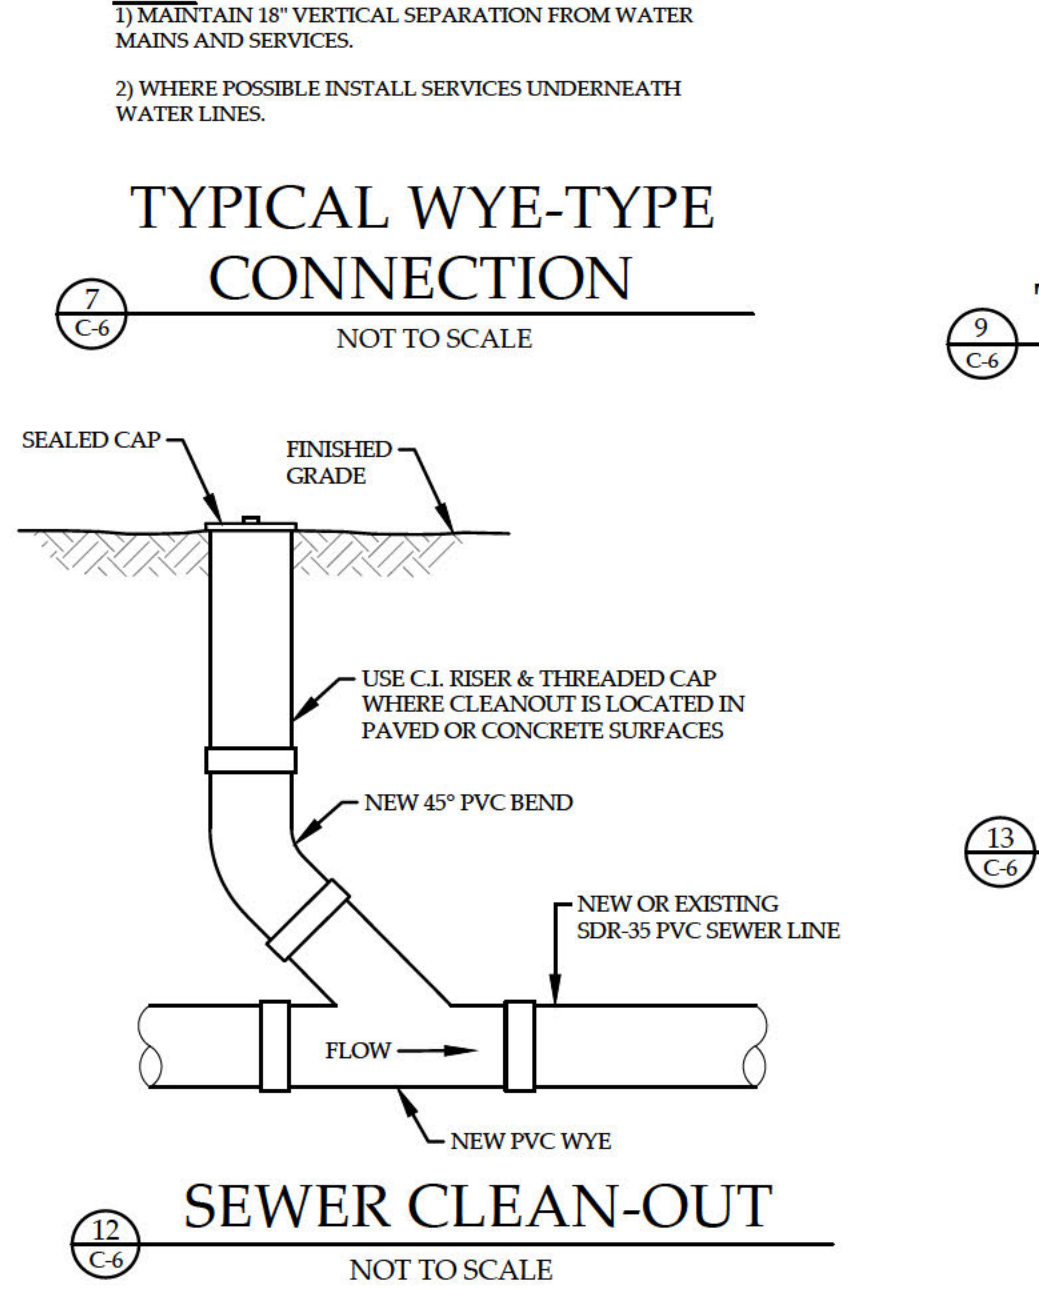 1) MAINTAIN 18" VERTICAL SEPARATION FROM WATER
MAINS AND SERVICES.
2) WHERE POSSIBLE INSTALL SERVICES UNDERNEATH
WATER LINES.
TYPICAL WYE-TYPE
CONNECTION
7
C-6
NOT TO SCALE
9
C-6
SEALED CAP
FINISHED
GRADE
USE C.I. RISER & THREADED CAP
WHERE CLEANOUT IS LOCATED IN
PAVED OR CONCRETE SURFACES
NEW 45° PVC BEND
13
C-6
NEW OR EXISTING
SDR-35 PVC SEWER LINE
FLOW
NEW PVC WYE
SEWER CLEAN-OUT
12
C-6
NOT TO SCALE